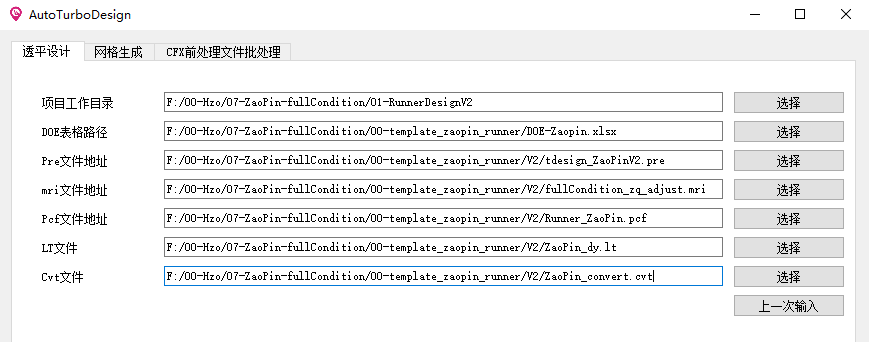 AutoTurboDesign
透平设计 网格生成 CFX前处理文件批处理
项目工作目录 F:/00-Hzo/07-ZaoPin-fullCondition/01-RunnerDesignV2 选择
DOE表格路径 F:/00-Hzo/07-ZaoPin-fullCondition/00-template_zaopin_runner/DOE-Zaopin.xlsx 选择
Pre文件地址 F:/00-Hzo/07-ZaoPin-fullCondition/00-template_zaopin_runner/V2/tdesign_ZaoPinV2.pre 选择
mri文件地址 F:/00-Hzo/07-ZaoPin-fullCondition/00-template_zaopin_runner/V2/fullCondition_zq_adjust.mri 选择
Pcf文件地址 F:/00-Hzo/07-ZaoPin-fullCondition/00-template_zaopin_runner/V2/Runner_ZaoPin.pcf 选择
LT文件 F:/00-Hzo/07-ZaoPin-fullCondition/00-template_zaopin_runner/V2/ZaoPin_dy.lt 选择
Cvt文件 F:/00-Hzo/07-ZaoPin-fullCondition/00-template_zaopin_runner/V2/ZaoPin_convert.cvt 选择
上一次输入